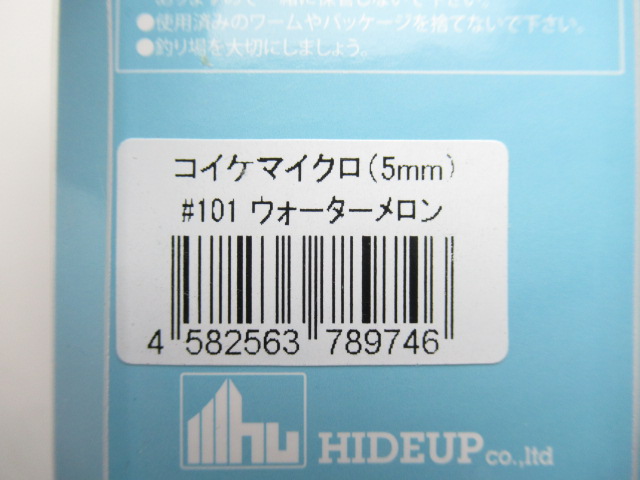 ●使用済みのワームやパッケージを捨てないで下さい。
●釣り場を大切にしましょう。
コイケマイクロ(5mm)
#101 ウォーターメロン
4 582563 789746
hu HIDEUP co.,ltd